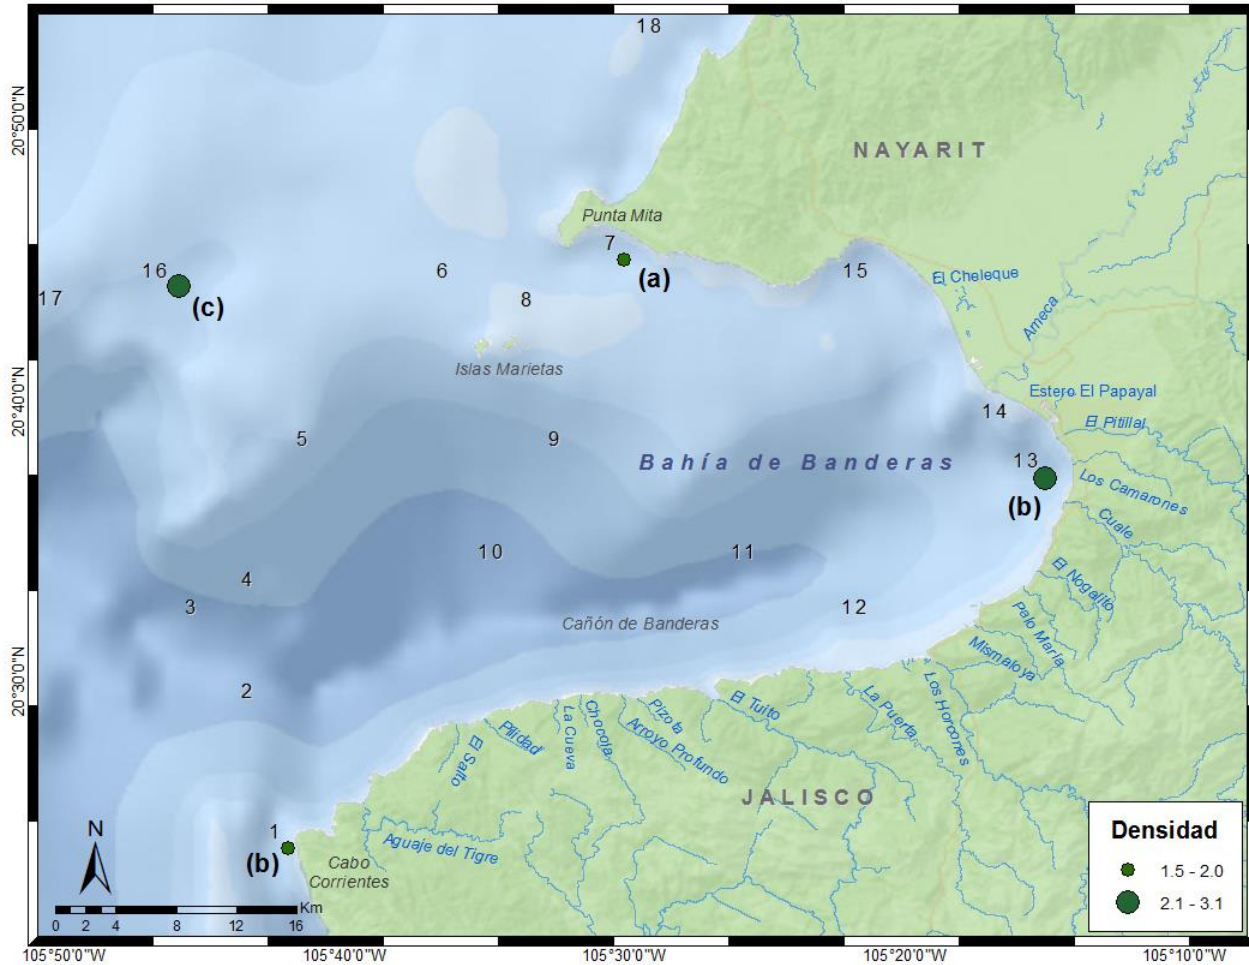 18
20°50'0"N
NAYARIT
Punta Mita
7
(a)
16
(c)
17
6
8
15
El Cheleque
Ameca
Islas Marietas
20°40'0"N
Estero El Papayal
14
El Pitillal
5
9
Bahía de Banderas
13
(b)
Los Camarones
Cuale
10
11
4
3
12
El Nogalito
Palo María
Mismaloya
Cañón de Banderas
20°30'0"N
2
Los Horcones
La Puerta
El Tuito
Pizota
Arroyo Profundo
Chocola
La Cueva
Pilidad
El Salto
JALISCO
1
(b)
Aguaje del Tigre
Cabo
Corrientes
N
Km
0 2 4 8 12 16
Densidad
1.5 - 2.0
2.1 - 3.1
105°50'0"W
105°40'0"W
105°30'0"W
105°20'0"W
105°10'0"W